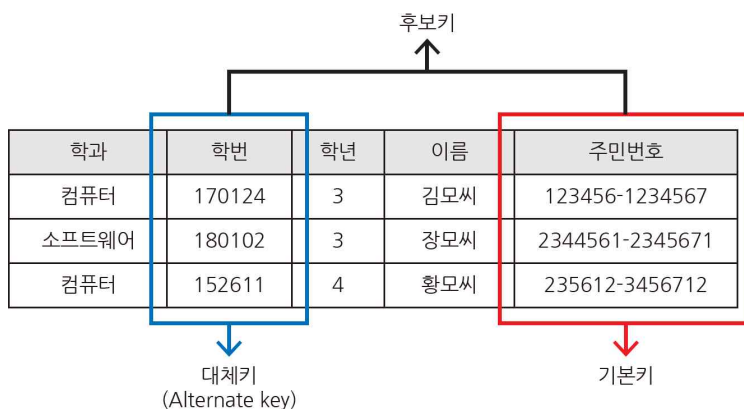 후보키
학과 학번 학년 이름 주민번호
컴퓨터 170124 3 김모씨 123456-1234567
소프트웨어 180102 3 장모씨 2344561-2345671
컴퓨터 152611 4 황모씨 235612-3456712
대체키 기본키
(Alternate key)